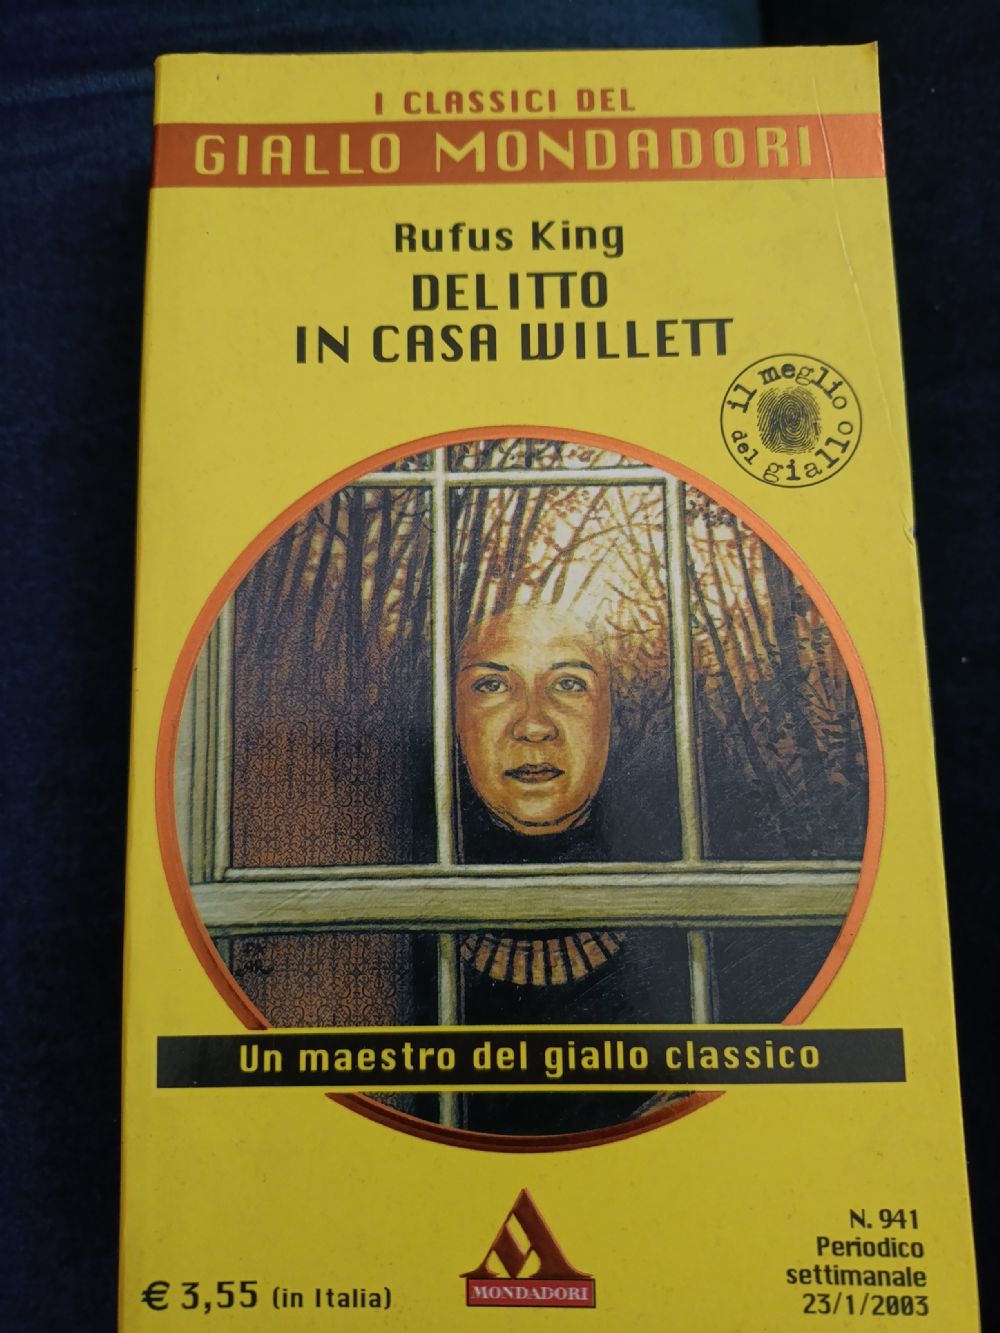 I CLASSICI DEL
GIALLO MONDADORI
Rufus King
DELITTO
IN CASA WILLETT
il meglio
del giallo
Un maestro del giallo classico
N. 941
Periodico
settimanale
23/1/2003
€ 3,55 (in Italia)
MONDADORI